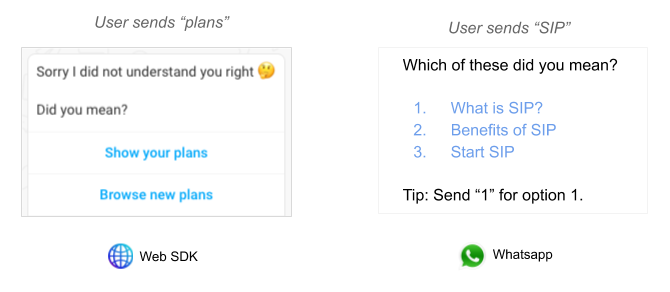 User sends “plans”
Sorry I did not understand you right 🤔
Did you mean?
Show your plans
Browse new plans
Web SDK
User sends “SIP”
Which of these did you mean?
1. What is SIP?
2. Benefits of SIP
3. Start SIP
Tip: Send “1” for option 1.
Whatsapp